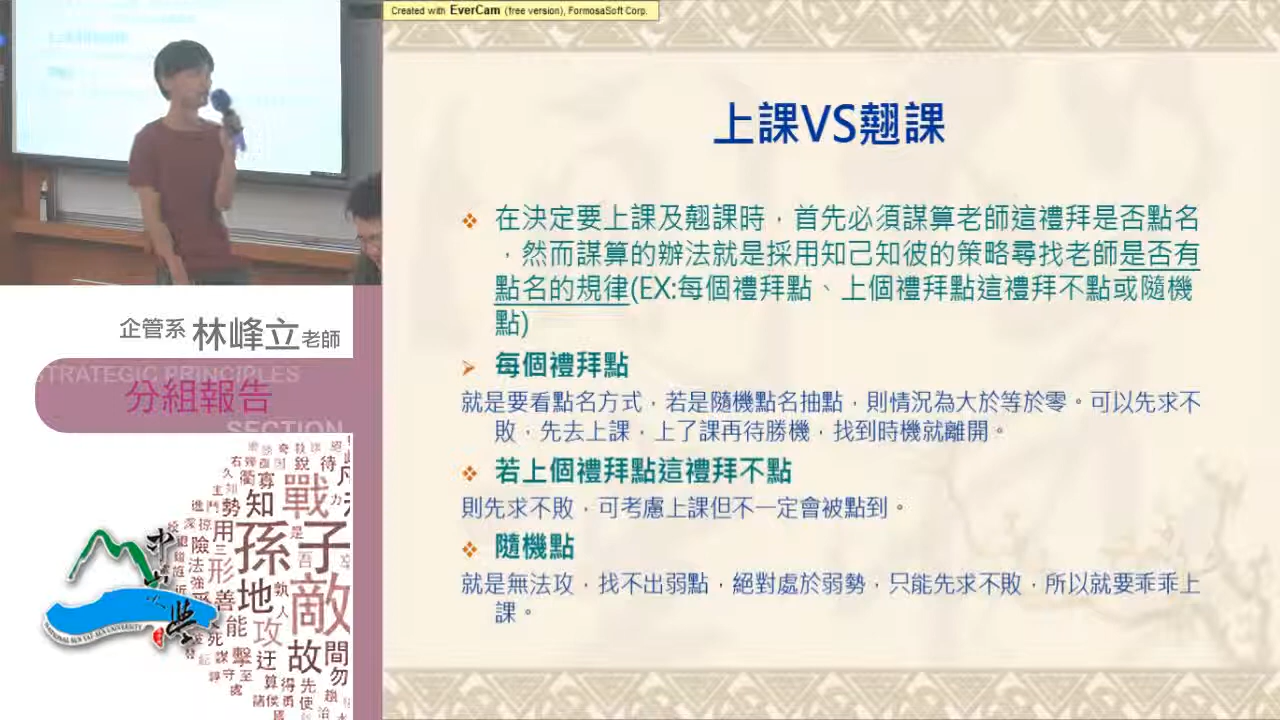 Created with EverCam (free version), FormosaSoft Corp.
上課VS翹課
在決定要上課及翹課時，首先必須謀算老師這禮拜是否點名
，然而謀算的辦法就是採用知己知彼的策略尋找老師是否有
點名的規律(EX:每個禮拜點、上個禮拜點這禮拜不點或隨機
點)
每個禮拜點
就是要看點名方式，若是隨機點名抽點，則情況為大於等於零。可以先求不
敗，先去上課，上了課再待勝機，找到時機就離開。
若上個禮拜點這禮拜不點
則先求不敗，可考慮上課但不一定會被點到。
隨機點
就是無法攻，找不出弱點，絕對處於弱勢，只能先求不敗，所以就要乖乖上
課。
企管系 林峰立老師
STRATEGIC PRINCIPLES
分組報告
SECTION
戰
知
孫子
地
敵
攻
故
間
勿
形
善
能
用
勢
NATIONAL SUN YAT-SEN UNIVERSITY